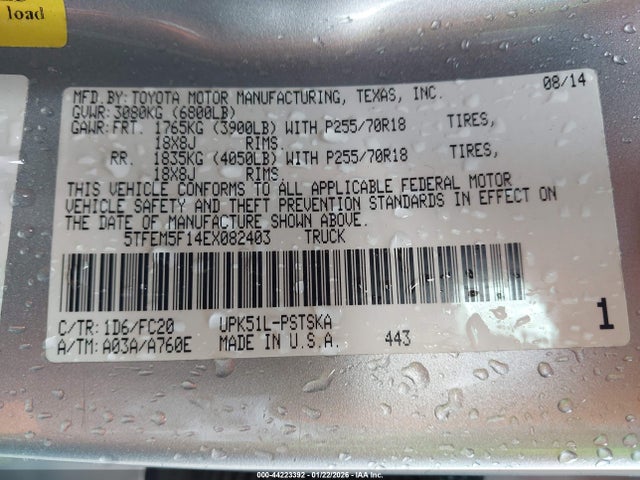 load
MFD.BY:TOYOTA MOTOR MANUFACTURING, TEXAS, INC. 08/14
GVWR:3080KG (6800LB)
GAWR:FRT. 1765KG (3900LB) WITH P255/70R18 TIRES,
18X8J RIMS.
RR. 1835KG (4050LB) WITH P255/70R18 TIRES,
18X8J RIMS.
THIS VEHICLE CONFORMS TO ALL APPLICABLE FEDERAL MOTOR
VEHICLE SAFETY AND THEFT PREVENTION STANDARDS IN EFFECT ON
THE DATE OF MANUFACTURE SHOWN ABOVE.
5TFEM5F14EX082403 TRUCK
C/TR:1D6/FC20 UPK51L-PSTSKA
A/TM:A03A/A760E MADE IN U.S.A. 443
1
000-44223392 - 01/22/2026 - IAA Inc.